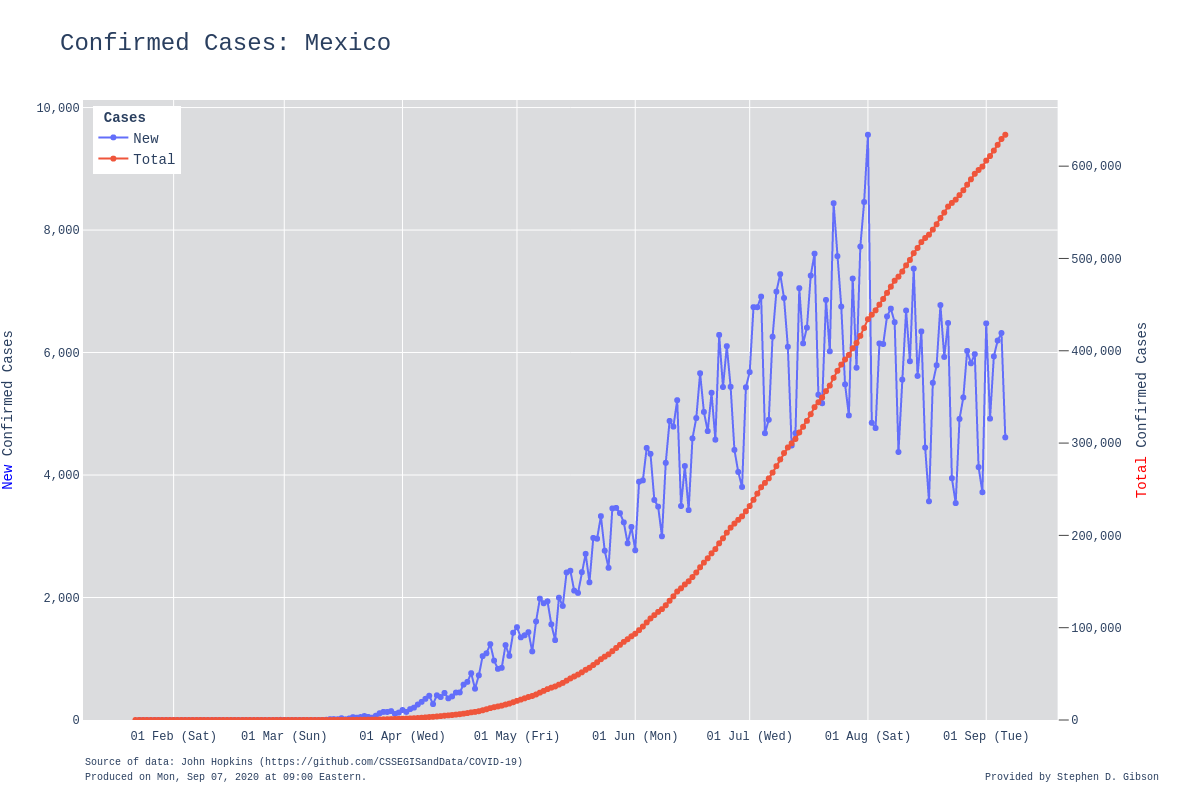 Confirmed Cases: Mexico
Cases
New
Total
10,000
8,000
6,000
4,000
2,000
0
New Confirmed Cases
600,000
500,000
400,000
300,000
200,000
100,000
0
Total Confirmed Cases
01 Feb (Sat)
01 Mar (Sun)
01 Apr (Wed)
01 May (Fri)
01 Jun (Mon)
01 Jul (Wed)
01 Aug (Sat)
01 Sep (Tue)
Source of data: John Hopkins (https://github.com/CSSEGISandData/COVID-19)
Produced on Mon, Sep 07, 2020 at 09:00 Eastern.
Provided by Stephen D. Gibson